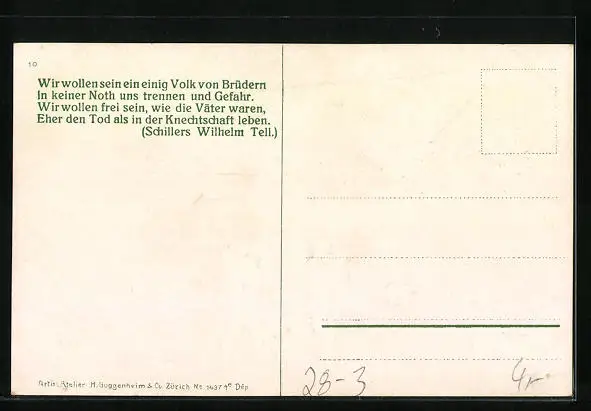 10
Wir wollen sein ein einig Volk von Brüdern
In keiner Noth uns trennen und Gefahr.
Wir wollen frei sein, wie die Väter waren,
Eher den Tod als in der Knechtschaft leben.
(Schillers Wilhelm Tell.)
Artist. Atelier H. Guggenheim & Co. Zürich No Dép.
28-3